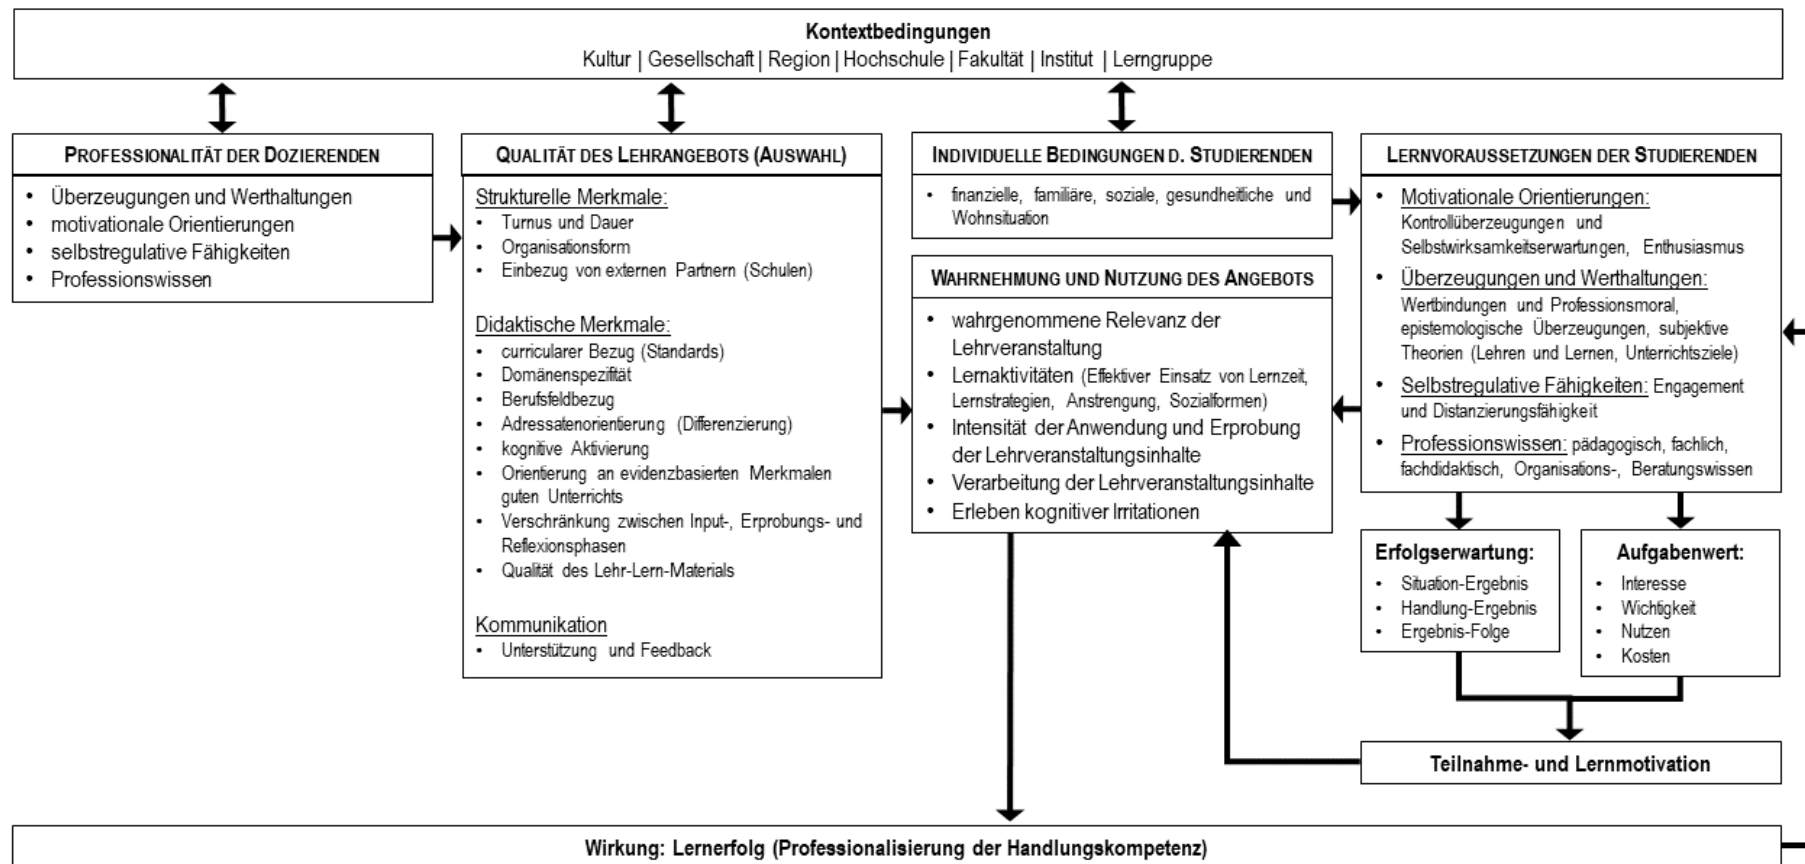 Kontextbedingungen
Kultur | Gesellschaft | Region | Hochschule | Fakultät | Institut | Lerngruppe
PROFESSIONALITÄT DER DOZIERENDEN
• Überzeugungen und Werthaltungen
• motivationale Orientierungen
• selbstregulative Fähigkeiten
• Professionswissen
QUALITÄT DES LEHRANGEBOTS (AUSWAHL)
Strukturelle Merkmale:
• Turnus und Dauer
• Organisationsform
• Einbezug von externen Partnern (Schulen)
Didaktische Merkmale:
• curricularer Bezug (Standards)
• Domänenspezifität
• Berufsfeldbezug
• Adressatenorientierung (Differenzierung)
• kognitive Aktivierung
• Orientierung an evidenzbasierten Merkmalen
guten Unterrichts
• Verschränkung zwischen Input-, Erprobungs- und
Reflexionsphasen
• Qualität des Lehr-Lern-Materials
Kommunikation
• Unterstützung und Feedback
INDIVIDUELLE BEDINGUNGEN D. STUDIERENDEN
• finanzielle, familiäre, soziale, gesundheitliche und
Wohnsituation
WAHRNEHMUNG UND NUTZUNG DES ANGEBOTS
• wahrgenommene Relevanz der
Lehrveranstaltung
• Lernaktivitäten (Effektiver Einsatz von Lernzeit,
Lernstrategien, Anstrengung, Sozialformen)
• Intensität der Anwendung und Erprobung
der Lehrveranstaltungsinhalte
• Verarbeitung der Lehrveranstaltungsinhalte
• Erleben kognitiver Irritationen
LERNVORAUSSETZUNGEN DER STUDIERENDEN
• Motivationale Orientierungen:
Kontrollüberzeugungen und
Selbstwirksamkeitserwartungen, Enthusiasmus
• Überzeugungen und Werthaltungen:
Wertbindungen und Professionsmoral,
epistemologische Überzeugungen, subjektive
Theorien (Lehren und Lernen, Unterrichtsziele)
• Selbstregulative Fähigkeiten: Engagement
und Distanzierungsfähigkeit
• Professionswissen: pädagogisch, fachlich,
fachdidaktisch, Organisations-, Beratungswissen
Erfolgserwartung:
• Situation-Ergebnis
• Handlung-Ergebnis
• Ergebnis-Folge
Aufgabenwert:
• Interesse
• Wichtigkeit
• Nutzen
• Kosten
Teilnahme- und Lernmotivation
Wirkung: Lernerfolg (Professionalisierung der Handlungskompetenz)